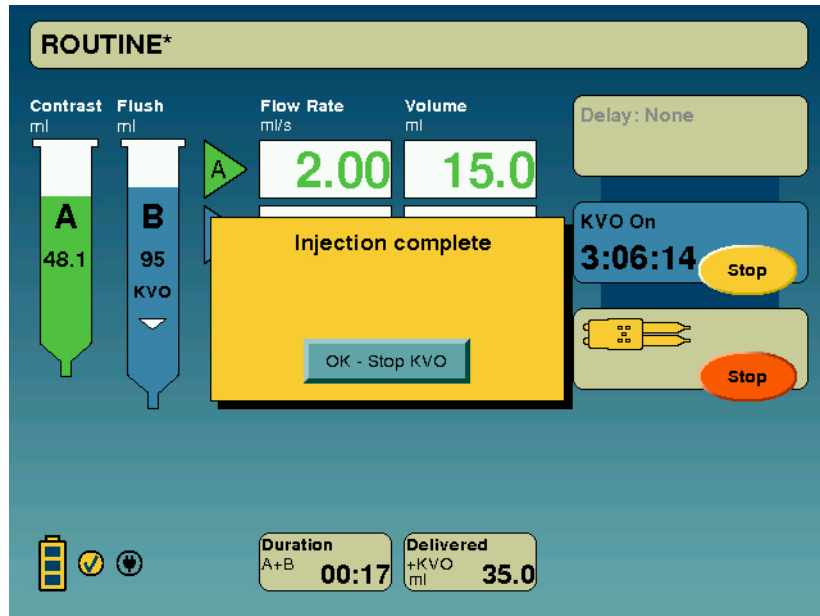 ROUTINE*
Contrast Flush Flow Rate Volume
ml ml ml/s ml
Delay: None
A 2.00 15.0
A B
48.1 95
KVO
KVO On
3:06:14 Stop
Injection complete
OK - Stop KVO
Stop
Duration Delivered
A+B 00:17 +KVO
ml 35.0